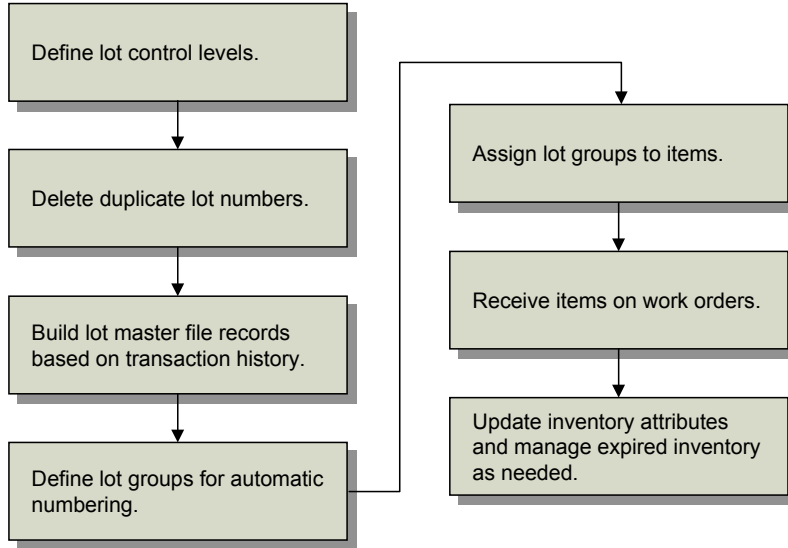 Define lot control levels.
Delete duplicate lot numbers.
Build lot master file records
based on transaction history.
Define lot groups for automatic
numbering.
Assign lot groups to items.
Receive items on work orders.
Update inventory attributes
and manage expired inventory
as needed.